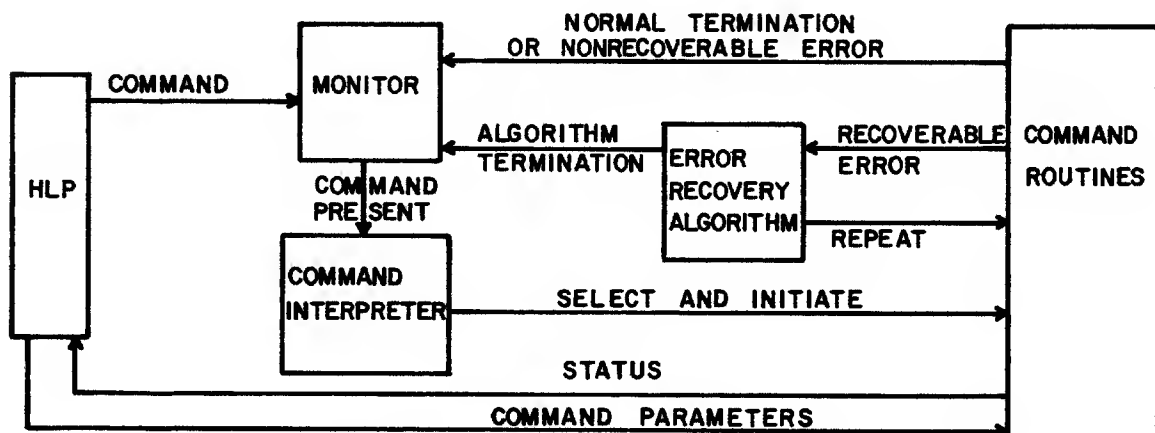 NORMAL TERMINATION
OR NONRECOVERABLE ERROR
COMMAND
MONITOR
ALGORITHM
TERMINATION
RECOVERABLE
ERROR
COMMAND
ROUTINES
HLP
ERROR
RECOVERY
ALGORITHM
COMMAND
PRESENT
REPEAT
COMMAND
INTERPRETER
SELECT AND INITIATE
STATUS
COMMAND PARAMETERS